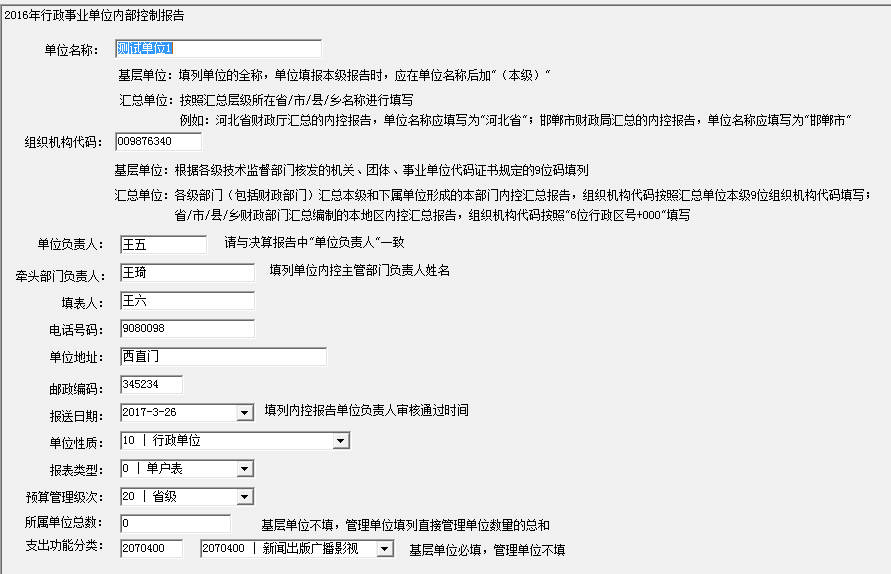 2016年行政事业单位内部控制报告
单位名称： 测试单位1
基层单位：填列单位的全称，单位填报本级报告时，应在单位名称后加"（本级）"
汇总单位：按照汇总层级所在省/市/县/乡名称进行填写
例如：河北省财政厅汇总的内控报告，单位名称应填写为"河北省"；邯郸市财政局汇总的内控报告，单位名称应填写为"邯郸市"
组织机构代码： 009876340
基层单位：根据各级技术监督部门核发的机关、团体、事业单位代码证书规定的9位码填列
汇总单位：各级部门（包括财政部门）汇总本级和下属单位形成的本部门内控汇总报告，组织机构代码按照汇总单位本级9位组织机构代码填写；
省/市/县/乡财政部门汇总编制的本地区内控汇总报告，组织机构代码按照"6位行政区号+000"填写
单位负责人： 王五 请与决算报告中"单位负责人"一致
牵头部门负责人： 王琦 填列单位内控主管部门负责人姓名
填表人： 王六
电话号码： 9080098
单位地址： 西直门
邮政编码： 345234
报送日期： 2017-3-26 填列内控报告单位负责人审核通过时间
单位性质： 10 | 行政单位
报表类型： 0 | 单户表
预算管理级次： 20 | 省级
所属单位总数： 0 基层单位不填，管理单位填列直接管理单位数量的总和
支出功能分类： 2070400 2070400 | 新闻出版广播影视 基层单位必填，管理单位不填